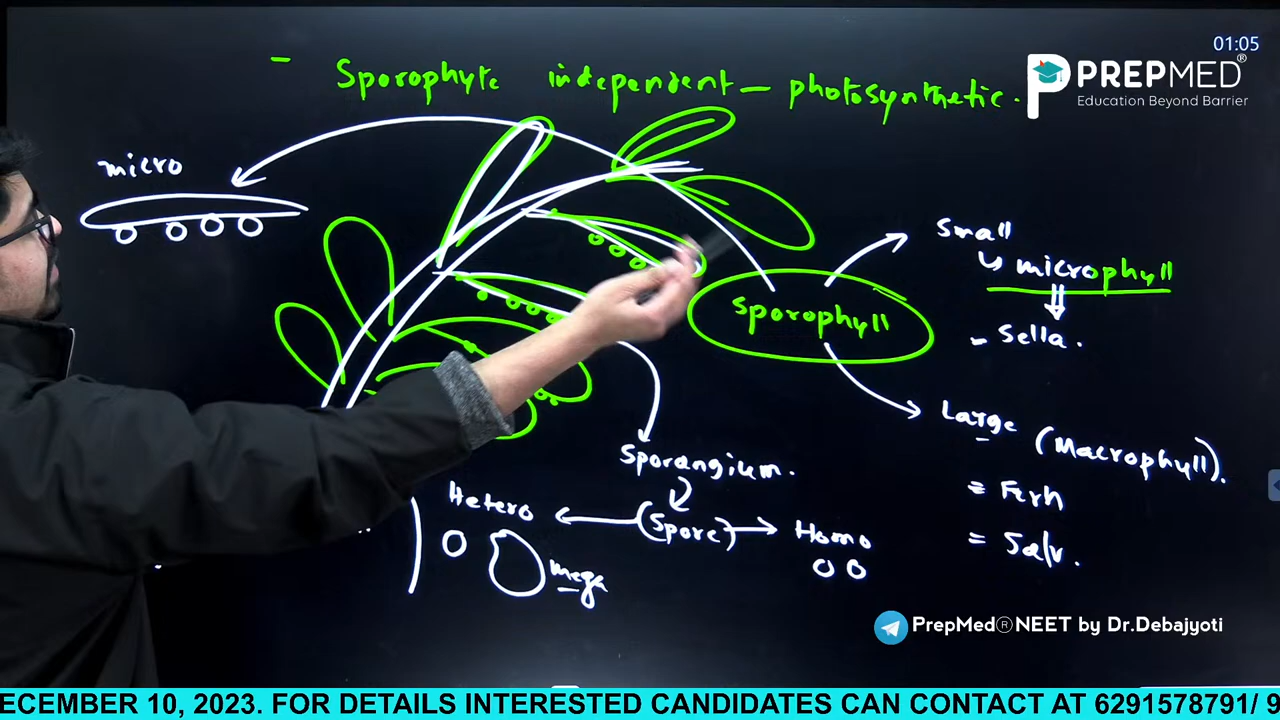 01:05
PREPMED®
Education Beyond Barrier
- Sporophyte independent - photosynthetic.
micro
Small
↳ microphyll
Sporophyll
- Sella.
Large (Macrophyll).
= Fern
= Salv.
Sporangium.
Hetero ← (Spore) → Homo
mega
PrepMed® NEET by Dr.Debajyoti
ECEMBER 10, 2023. FOR DETAILS INTERESTED CANDIDATES CAN CONTACT AT 6291578791/ 9